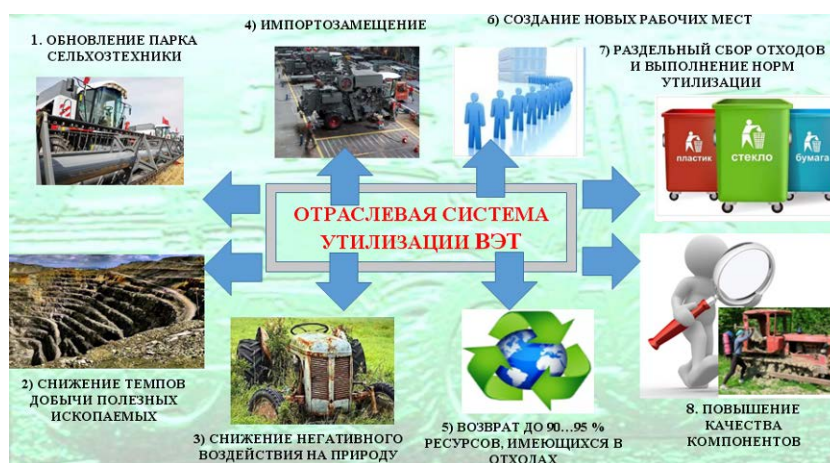 1. ОБНОВЛЕНИЕ ПАРКА
СЕЛЬХОЗТЕХНИКИ
4) ИМПОРТОЗАМЕЩЕНИЕ
6) СОЗДАНИЕ НОВЫХ РАБОЧИХ МЕСТ
7) РАЗДЕЛЬНЫЙ СБОР ОТХОДОВ
И ВЫПОЛНЕНИЕ НОРМ
УТИЛИЗАЦИИ
пластик
стекло
бумага
ОТРАСЛЕВАЯ СИСТЕМА
УТИЛИЗАЦИИ ВЭТ
2) СНИЖЕНИЕ ТЕМПОВ
ДОБЫЧИ ПОЛЕЗНЫХ
ИСКОПАЕМЫХ
3) СНИЖЕНИЕ НЕГАТИВНОГО
ВОЗДЕЙСТВИЯ НА ПРИРОДУ
5) ВОЗВРАТ ДО 90...95 %
РЕСУРСОВ, ИМЕЮЩИХСЯ В
ОТХОДАХ
8. ПОВЫШЕНИЕ
КАЧЕСТВА
КОМПОНЕНТОВ